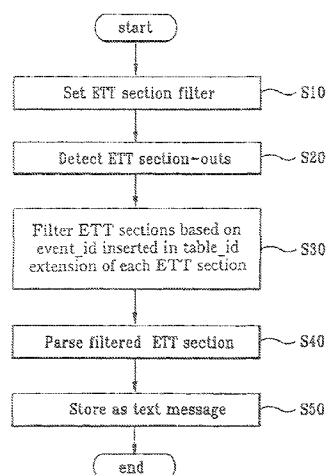 start
Set ETT section filter
S10
Detect ETT section-outs
S20
Filter ETT sections based on
event_id inserted in table_id
extension of each ETT section
S30
Parse filtered ETT section
S40
Store as text message
S50
end